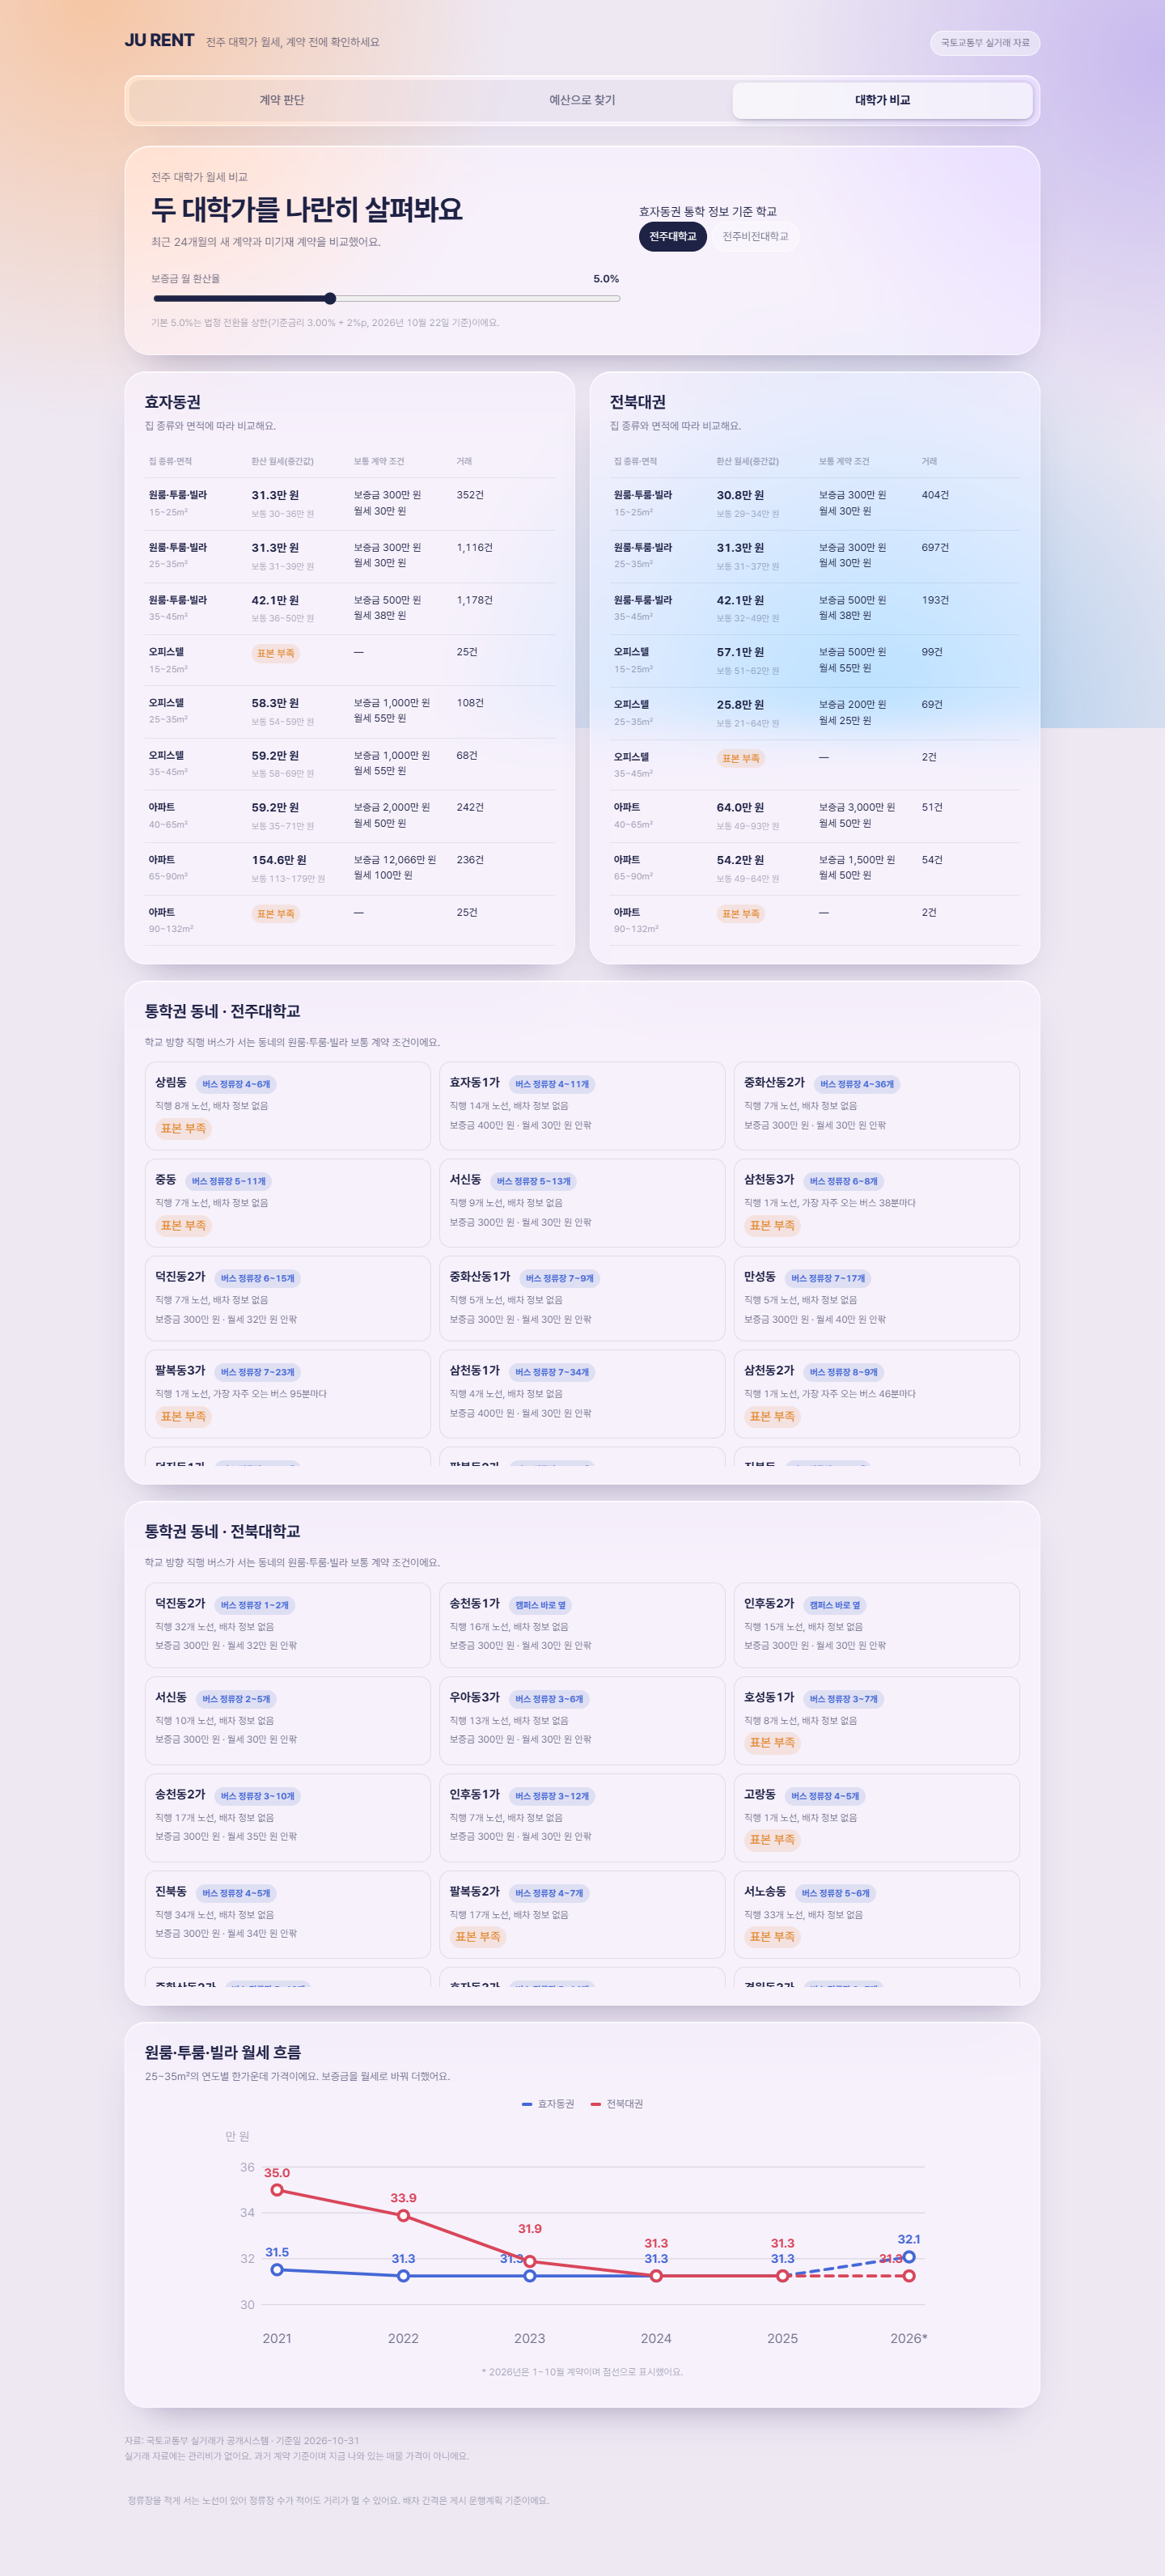 JU RENT 전주 대학가 월세, 계약 전에 확인하세요
국토교통부 실거래 자료
계약 판단
예산으로 찾기
대학가 비교
전주 대학가 월세 비교
두 대학가를 나란히 살펴봐요
최근 24개월의 새 계약과 미기재 계약을 비교했어요.
보증금 월 환산율 5.0%
기본 5.0%는 법정 전환율 상한(기준금리 3.00% + 2%p, 2026년 10월 22일 기준)이에요.
효자동권 통학 정보 기준 학교
전주대학교 전주비전대학교
효자동권
집 종류와 면적에 따라 비교해요.
집 종류·면적 환산 월세(중간값) 보통 계약 조건 거래
원룸·투룸·빌라 31.3만 원 보증금 300만 원 352건
15~25m² 보통 30~36만 원 월세 30만 원
원룸·투룸·빌라 31.3만 원 보증금 300만 원 1,116건
25~35m² 보통 31~39만 원 월세 30만 원
원룸·투룸·빌라 42.1만 원 보증금 500만 원 1,178건
35~45m² 보통 36~50만 원 월세 38만 원
오피스텔 표본 부족 — 25건
15~25m²
오피스텔 58.3만 원 보증금 1,000만 원 108건
25~35m² 보통 54~59만 원 월세 55만 원
오피스텔 59.2만 원 보증금 1,000만 원 68건
35~45m² 보통 58~69만 원 월세 55만 원
아파트 59.2만 원 보증금 2,000만 원 242건
40~65m² 보통 35~71만 원 월세 50만 원
아파트 154.6만 원 보증금 12,066만 원 236건
65~90m² 보통 113~179만 원 월세 100만 원
아파트 표본 부족 — 25건
90~132m²
전북대권
집 종류와 면적에 따라 비교해요.
집 종류·면적 환산 월세(중간값) 보통 계약 조건 거래
원룸·투룸·빌라 30.8만 원 보증금 300만 원 404건
15~25m² 보통 29~34만 원 월세 30만 원
원룸·투룸·빌라 31.3만 원 보증금 300만 원 697건
25~35m² 보통 31~37만 원 월세 30만 원
원룸·투룸·빌라 42.1만 원 보증금 500만 원 193건
35~45m² 보통 32~49만 원 월세 38만 원
오피스텔 57.1만 원 보증금 500만 원 99건
15~25m² 보통 51~62만 원 월세 55만 원
오피스텔 25.8만 원 보증금 200만 원 69건
25~35m² 보통 21~64만 원 월세 25만 원
오피스텔 표본 부족 — 2건
35~45m²
아파트 64.0만 원 보증금 3,000만 원 51건
40~65m² 보통 49~93만 원 월세 50만 원
아파트 54.2만 원 보증금 1,500만 원 54건
65~90m² 보통 49~64만 원 월세 50만 원
아파트 표본 부족 — 2건
90~132m²
통학권 동네 · 전주대학교
학교 방향 직행 버스가 서는 동네의 원룸·투룸·빌라 보통 계약 조건이에요.
상림동 버스 정류장 4~6개
직행 8개 노선, 배차 정보 없음
표본 부족
효자동1가 버스 정류장 4~11개
직행 14개 노선, 배차 정보 없음
보증금 400만 원 · 월세 30만 원 안팎
중화산동2가 버스 정류장 4~36개
직행 7개 노선, 배차 정보 없음
보증금 300만 원 · 월세 30만 원 안팎
중동 버스 정류장 5~11개
직행 7개 노선, 배차 정보 없음
표본 부족
서신동 버스 정류장 5~13개
직행 9개 노선, 배차 정보 없음
보증금 300만 원 · 월세 30만 원 안팎
삼천동3가 버스 정류장 6~8개
직행 1개 노선, 가장 자주 오는 버스 38분마다
표본 부족
덕진동2가 버스 정류장 6~15개
직행 7개 노선, 배차 정보 없음
보증금 300만 원 · 월세 32만 원 안팎
중화산동1가 버스 정류장 7~9개
직행 5개 노선, 배차 정보 없음
보증금 300만 원 · 월세 30만 원 안팎
만성동 버스 정류장 7~17개
직행 5개 노선, 배차 정보 없음
보증금 300만 원 · 월세 40만 원 안팎
팔복동3가 버스 정류장 7~23개
직행 1개 노선, 가장 자주 오는 버스 95분마다
표본 부족
삼천동1가 버스 정류장 7~34개
직행 4개 노선, 배차 정보 없음
보증금 400만 원 · 월세 30만 원 안팎
삼천동2가 버스 정류장 8~9개
직행 1개 노선, 가장 자주 오는 버스 46분마다
표본 부족
통학권 동네 · 전북대학교
학교 방향 직행 버스가 서는 동네의 원룸·투룸·빌라 보통 계약 조건이에요.
덕진동2가 버스 정류장 1~2개
직행 32개 노선, 배차 정보 없음
보증금 300만 원 · 월세 32만 원 안팎
송천동1가 캠퍼스 바로 옆
직행 16개 노선, 배차 정보 없음
보증금 300만 원 · 월세 30만 원 안팎
인후동2가 캠퍼스 바로 옆
직행 15개 노선, 배차 정보 없음
보증금 300만 원 · 월세 30만 원 안팎
서신동 버스 정류장 2~5개
직행 10개 노선, 배차 정보 없음
보증금 300만 원 · 월세 30만 원 안팎
우아동3가 버스 정류장 3~6개
직행 13개 노선, 배차 정보 없음
보증금 300만 원 · 월세 30만 원 안팎
호성동1가 버스 정류장 3~7개
직행 8개 노선, 배차 정보 없음
표본 부족
송천동2가 버스 정류장 3~10개
직행 17개 노선, 배차 정보 없음
보증금 300만 원 · 월세 35만 원 안팎
인후동1가 버스 정류장 3~12개
직행 7개 노선, 배차 정보 없음
보증금 300만 원 · 월세 30만 원 안팎
고랑동 버스 정류장 4~5개
직행 1개 노선, 배차 정보 없음
표본 부족
진북동 버스 정류장 4~5개
직행 34개 노선, 배차 정보 없음
보증금 300만 원 · 월세 34만 원 안팎
팔복동2가 버스 정류장 4~7개
직행 17개 노선, 배차 정보 없음
표본 부족
서노송동 버스 정류장 5~6개
직행 33개 노선, 배차 정보 없음
표본 부족
원룸·투룸·빌라 월세 흐름
25~35m²의 연도별 한가운데 가격이에요. 보증금을 월세로 바꿔 더했어요.
효자동권 전북대권
만 원
36
34
32
30
35.0 33.9 31.9 31.3 31.3 31.3
31.5 31.3 31.3 31.3 31.3 32.1
2021 2022 2023 2024 2025 2026*
* 2026년은 1~10월 계약이며 점선으로 표시했어요.
자료: 국토교통부 실거래가 공개시스템 · 기준일 2026-10-31
실거래 자료에는 관리비가 없어요. 과거 계약 기준이며 지금 나와 있는 매물 가격이 아니에요.
정류장을 적게 서는 노선이 있어 정류장 수가 적어도 거리가 멀 수 있어요. 배차 간격은 게시 운행계획 기준이에요.